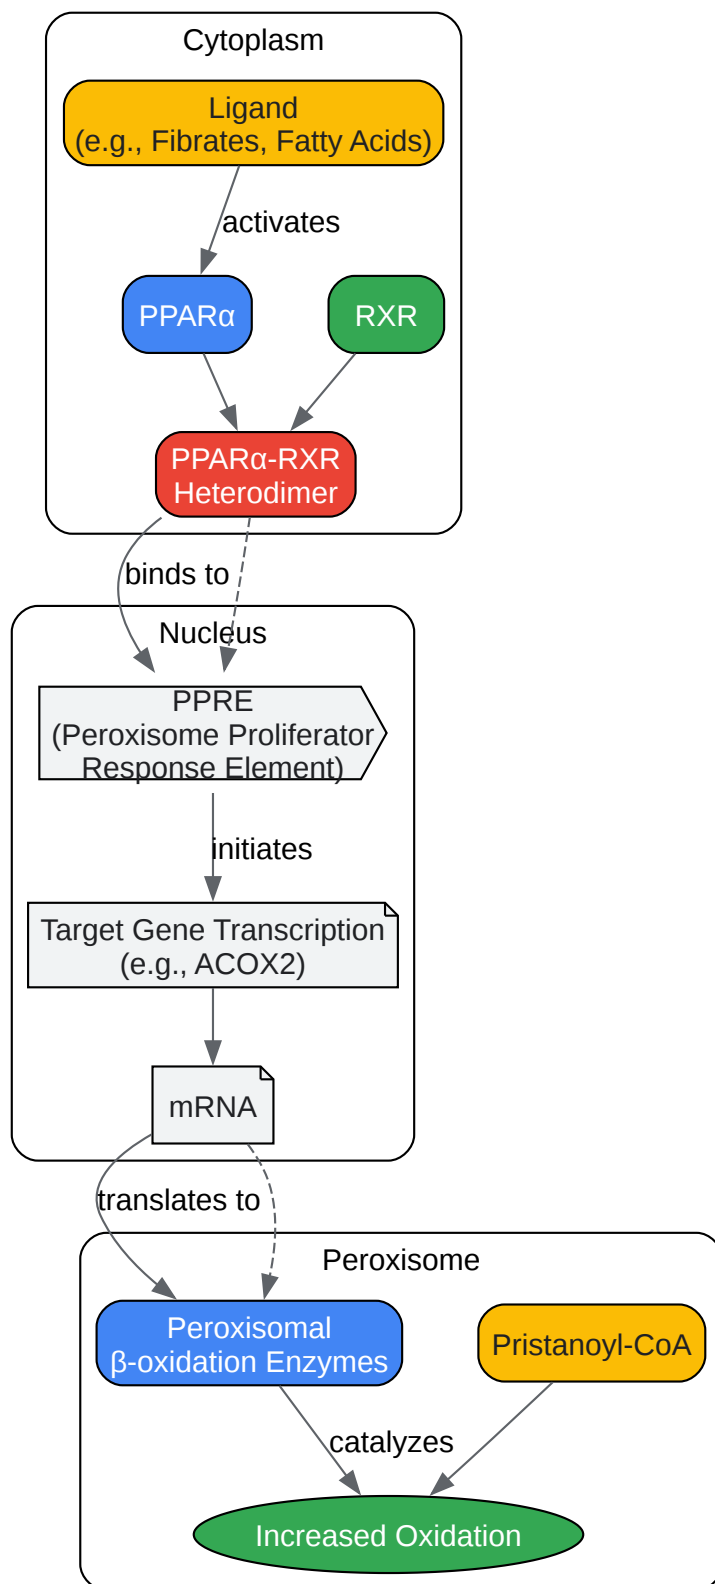 Cytoplasm
Ligand
(e.g., Fibrates, Fatty Acids)
activates
PPARα
RXR
PPARα-RXR
Heterodimer
binds to
Nucleus
PPRE
(Peroxisome Proliferator
Response Element)
initiates
Target Gene Transcription
(e.g., ACOX2)
mRNA
translates to
Peroxisome
Peroxisomal
β-oxidation Enzymes
Pristanoyl-CoA
catalyzes
Increased Oxidation